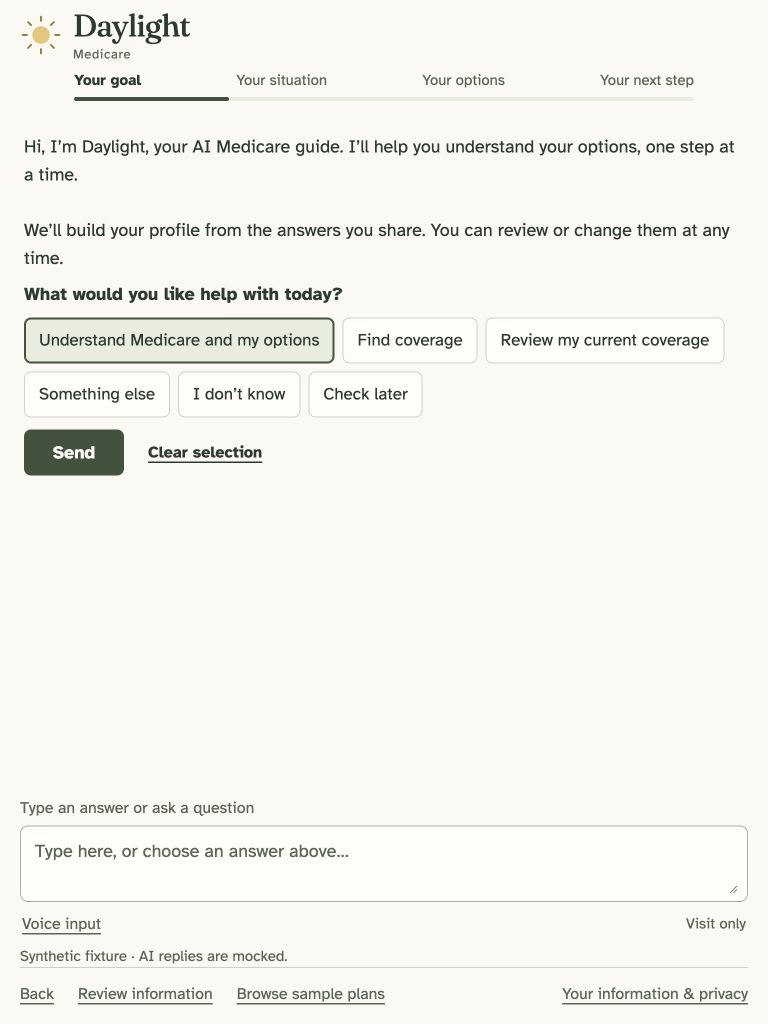 Daylight
Medicare
Your goal
Your situation
Your options
Your next step
Hi, I’m Daylight, your AI Medicare guide. I’ll help you understand your options, one step at
a time.
We’ll build your profile from the answers you share. You can review or change them at any
time.
What would you like help with today?
Understand Medicare and my options
Find coverage
Review my current coverage
Something else
I don’t know
Check later
Send
Clear selection
Type an answer or ask a question
Type here, or choose an answer above…
Voice input
Visit only
Synthetic fixture · AI replies are mocked.
Back
Review information
Browse sample plans
Your information & privacy